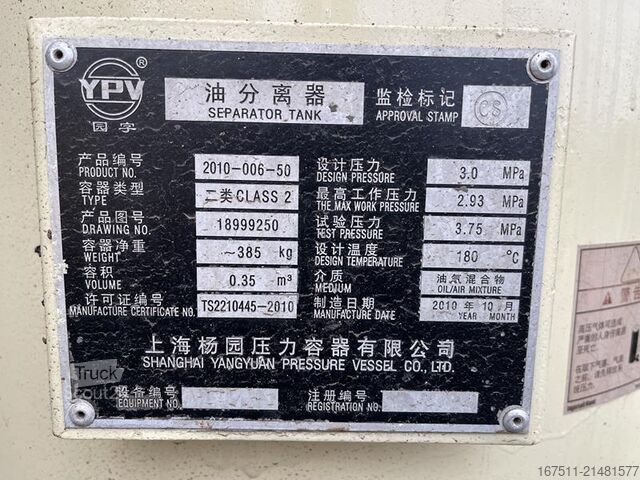 YPV®
园字
油分离器
SEPARATOR TANK
监检标记
APPROVAL STAMP
CS
产品编号
PRODUCT NO.
2010-006-50
容器类型
TYPE
二类CLASS 2
产品图号
DRAWING NO.
18999250
容器净重
WEIGHT
~385 kg
容积
VOLUME
0.35 m³
许可证编号
MANUFACTURE CERTIFICATE NO.
TS2210445-2010
设计压力
DESIGN PRESSURE
3.0 MPa
最高工作压力
THE MAX WORK PRESSURE
2.93 MPa
试验压力
TEST PRESSURE
3.75 MPa
设计温度
DESIGN TEMPERATURE
180 °C
介质
MEDIUM
油气混合物
OIL/AIR MIXTURE
制造日期
MANUFACTURE DATE
2010 年 10 月
YEAR MONTH
上海杨园压力容器有限公司
SHANGHAI YANGYUAN PRESSURE VESSEL CO., LTD.
设备编号
EQUIPMENT NO.
注册编号
REGISTRATION NO.
Truck
scout24
警告
167511-21481577